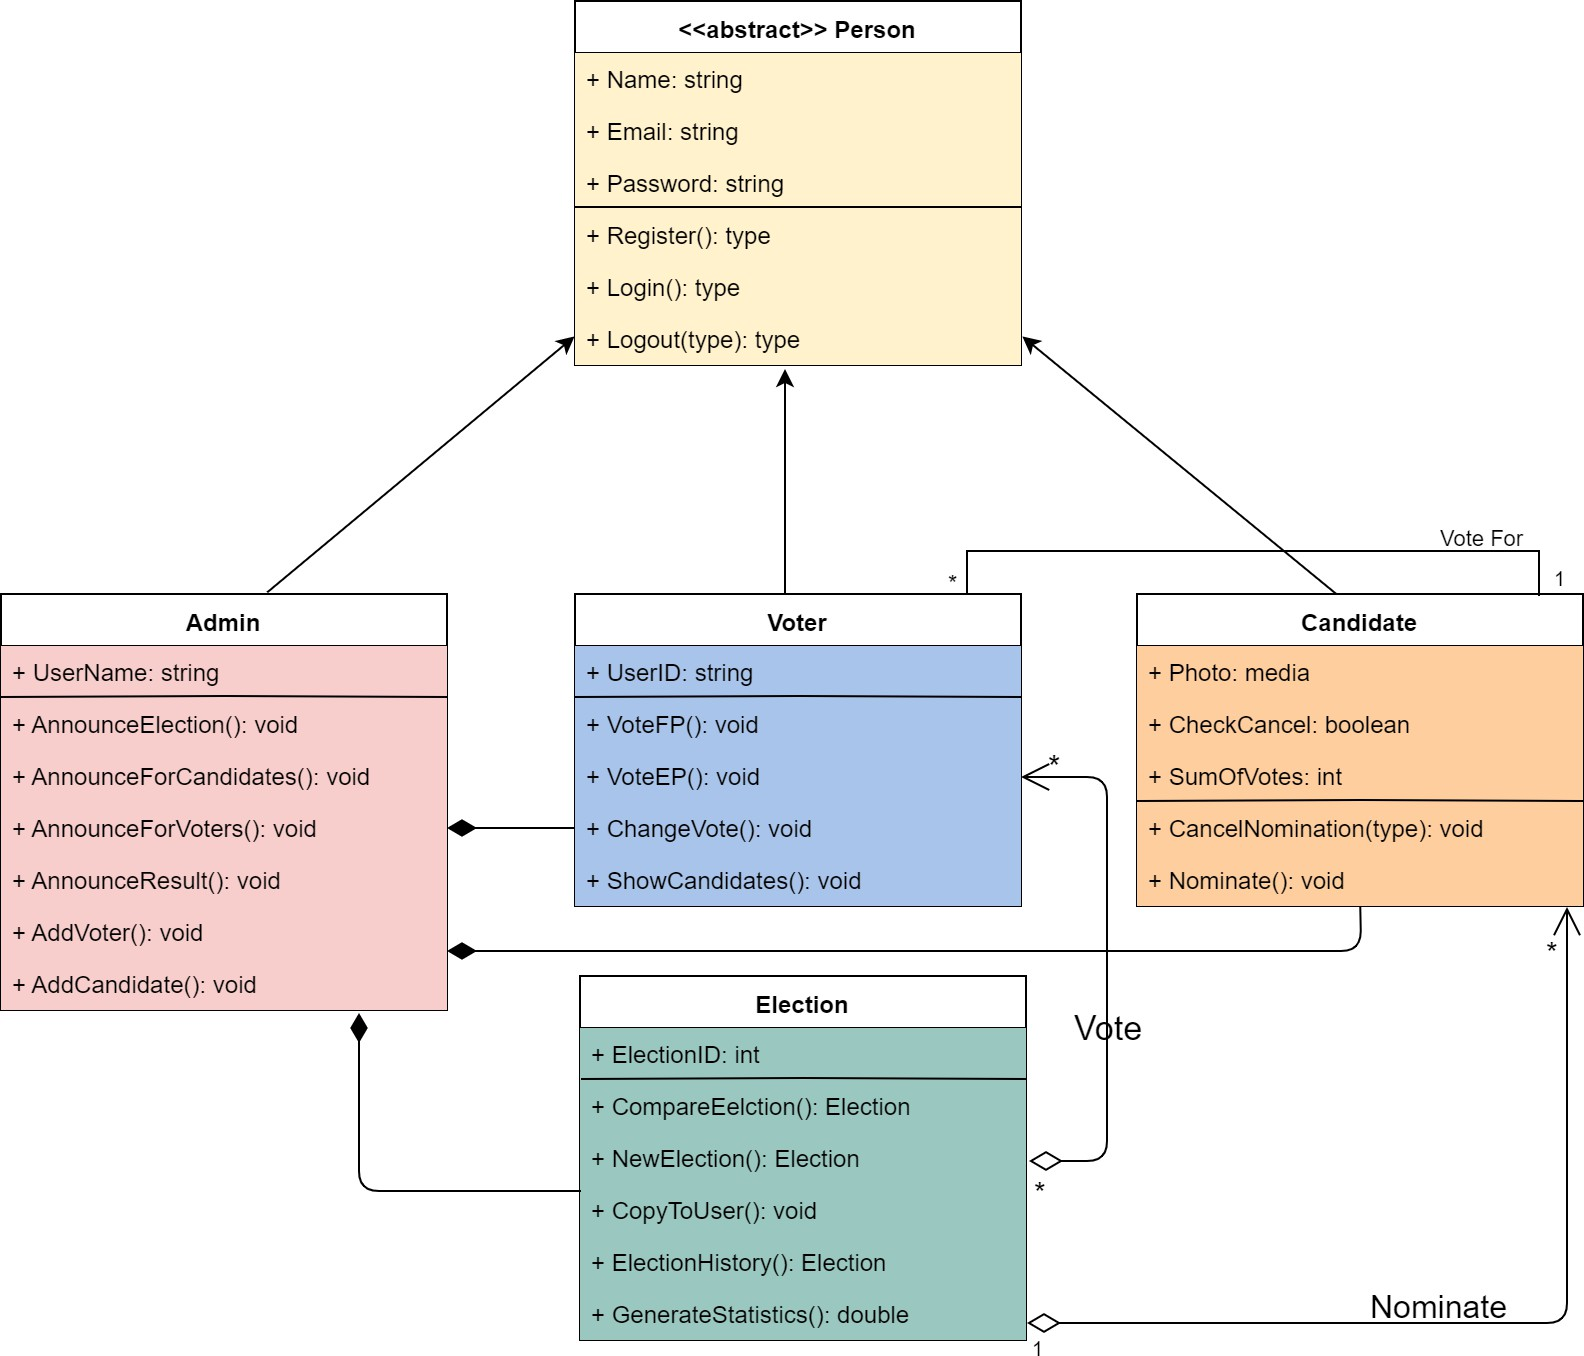 <<abstract>> Person
+ Name: string
+ Email: string
+ Password: string
+ Register(): type
+ Login(): type
+ Logout(type): type
Vote For
*
1
Admin
+ UserName: string
+ AnnounceElection(): void
+ AnnounceForCandidates(): void
+ AnnounceForVoters(): void
+ AnnounceResult(): void
+ AddVoter(): void
+ AddCandidate(): void
Voter
+ UserID: string
+ VoteFP(): void
+ VoteEP(): void
+ ChangeVote(): void
+ ShowCandidates(): void
*
Candidate
+ Photo: media
+ CheckCancel: boolean
+ SumOfVotes: int
+ CancelNomination(type): void
+ Nominate(): void
*
Election
+ ElectionID: int
+ CompareEelction(): Election
+ NewElection(): Election
+ CopyToUser(): void
+ ElectionHistory(): Election
+ GenerateStatistics(): double
Vote
*
Nominate
1